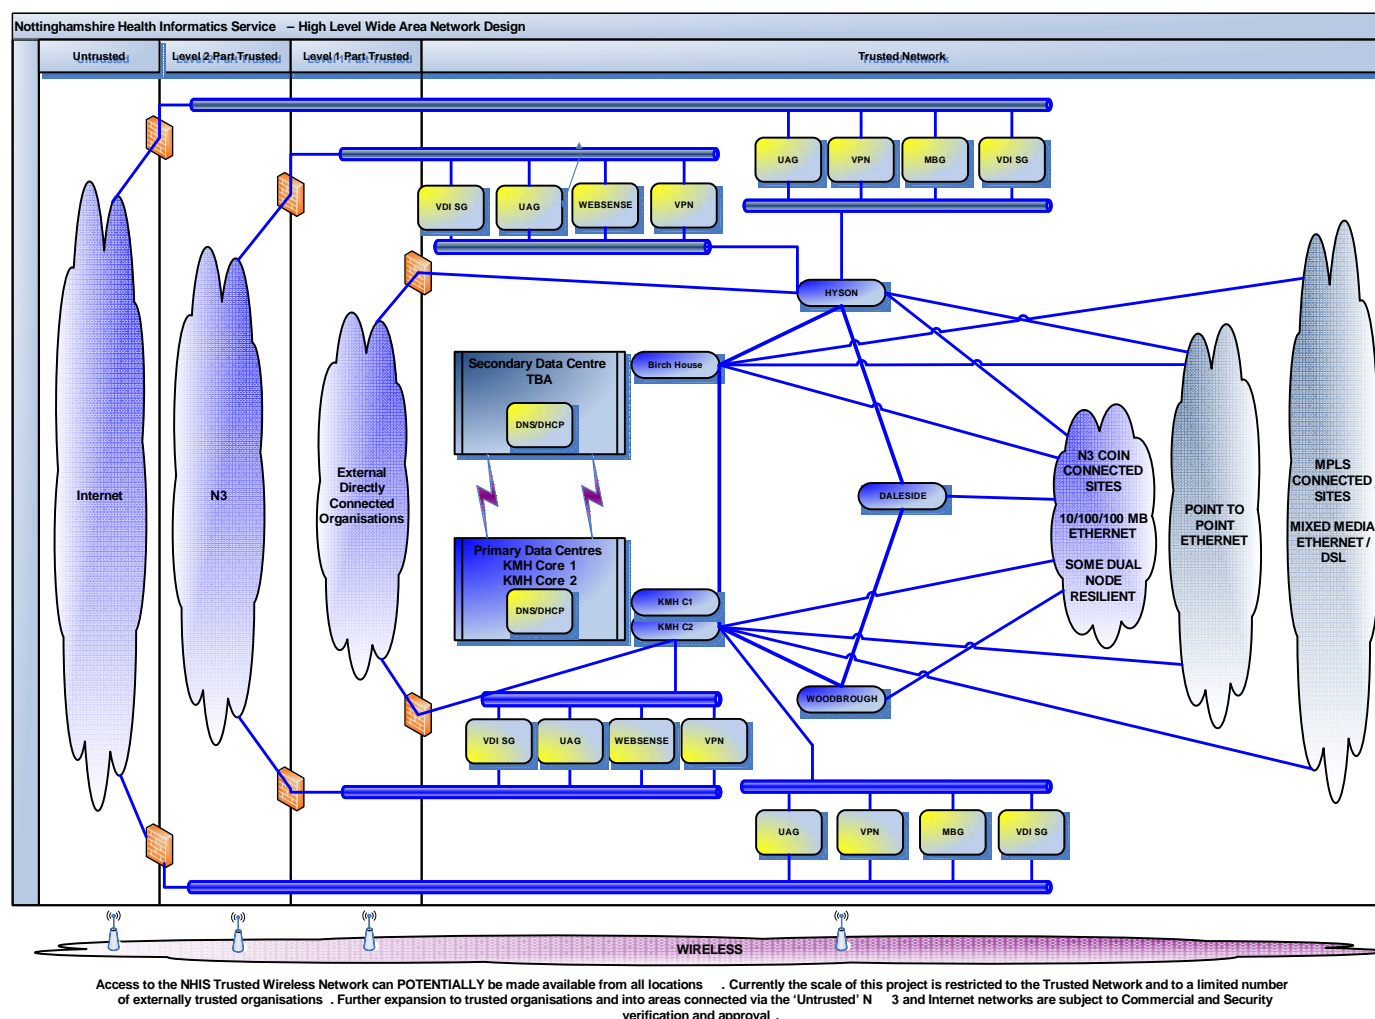 Nottinghamshire Health Informatics Service – High Level Wide Area Network Design
Untrusted
Level 2 Part Trusted
Level 1 Part Trusted
Trusted Network
UAG
VPN
MBG
VDI SG
VDI SG
UAG
WEBSENSE
VPN
HYSON
Secondary Data Centre
TBA
DNS/DHCP
Birch House
Internet
N3
External
Directly
Connected
Organisations
DALESIDE
N3 COIN
CONNECTED
SITES
10/100/100 MB
ETHERNET
SOME DUAL
NODE
RESILIENT
POINT TO
POINT
ETHERNET
MPLS
CONNECTED
SITES
MIXED MEDIA
ETHERNET /
DSL
Primary Data Centres
KMH Core 1
KMH Core 2
DNS/DHCP
KMH C1
KMH C2
WOODBROUGH
VDI SG
UAG
WEBSENSE
VPN
UAG
VPN
MBG
VDI SG
WIRELESS
Access to the NHIS Trusted Wireless Network can POTENTIALLY be made available from all locations . Currently the scale of this project is restricted to the Trusted Network and to a limited number
of externally trusted organisations . Further expansion to trusted organisations and into areas connected via the ‘Untrusted’ N 3 and Internet networks are subject to Commercial and Security
verification and approval .